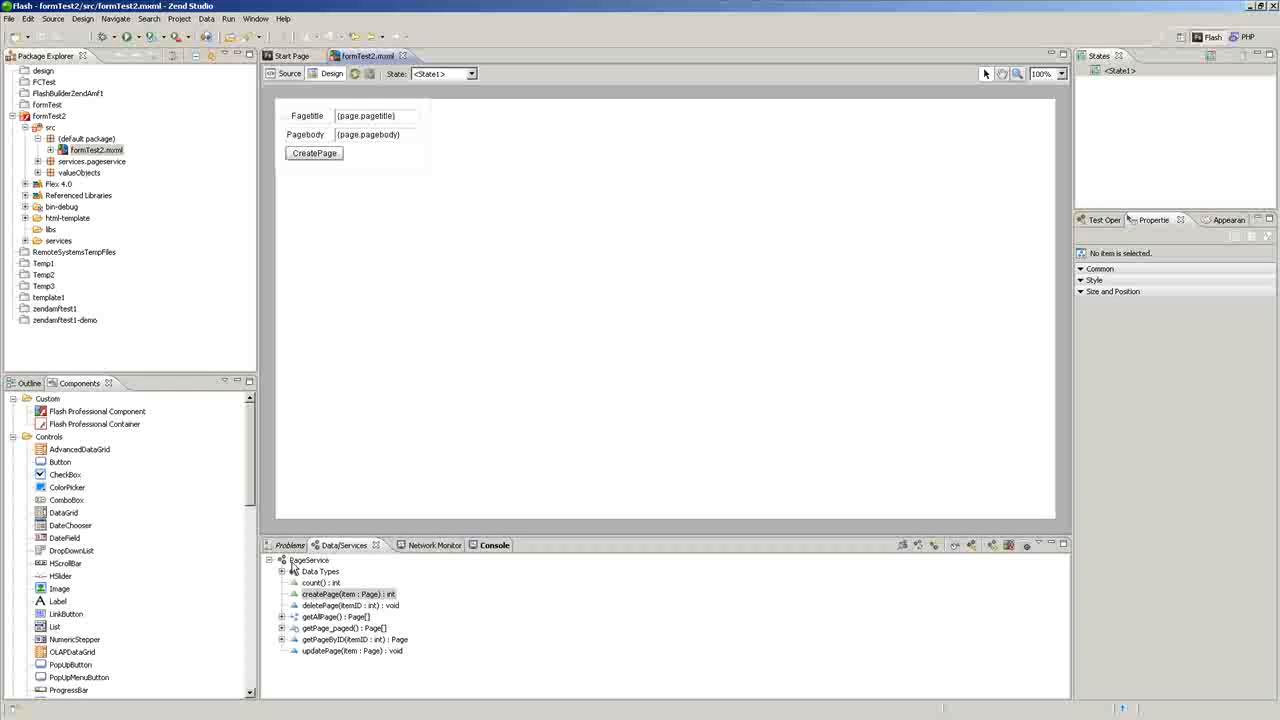 Flash - formTest2/src/formTest2.mxml - Zend Studio
File Edit Source Design Navigate Search Project Data Run Window Help
Flash PHP
Package Explorer
design
FCTest
FlashBuilderZendAmf1
formTest
formTest2
src
(default package)
formTest2.mxml
services.pageservice
valueObjects
Flex 4.0
Referenced Libraries
bin-debug
html-template
libs
services
RemoteSystemsTempFiles
Temp1
Temp2
Temp3
template1
zendamftest1
zendamftest1-demo
Outline Components
Custom
Flash Professional Component
Flash Professional Container
Controls
AdvancedDataGrid
Button
CheckBox
ColorPicker
ComboBox
DataGrid
DateChooser
DateField
DropDownList
HScrollBar
HSlider
Image
Label
LinkButton
List
NumericStepper
OLAPDataGrid
PopUpButton
PopUpMenuButton
ProgressBar
Start Page formTest2.mxml
Source Design State: <State1> 100%
Pagetitle {page.pagetitle}
Pagebody {page.pagebody}
CreatePage
Problems Data/Services Network Monitor Console
PageService
Data Types
count() : int
createPage(item : Page) : int
deletePage(itemID : int) : void
getAllPage() : Page[]
getPage_paged() : Page[]
getPageByID(itemID : int) : Page
updatePage(item : Page) : void
States
<State1>
Test Oper Propertie Appearan
No item is selected.
Common
Style
Size and Position